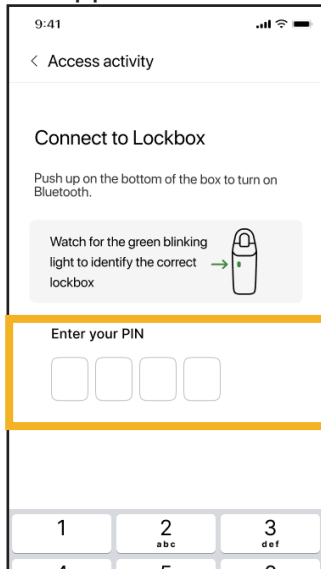 9:41
Access activity
Connect to Lockbox
Push up on the bottom of the box to turn on
Bluetooth.
Watch for the green blinking
light to identify the correct
lockbox
Enter your PIN
1 2 3
abc def